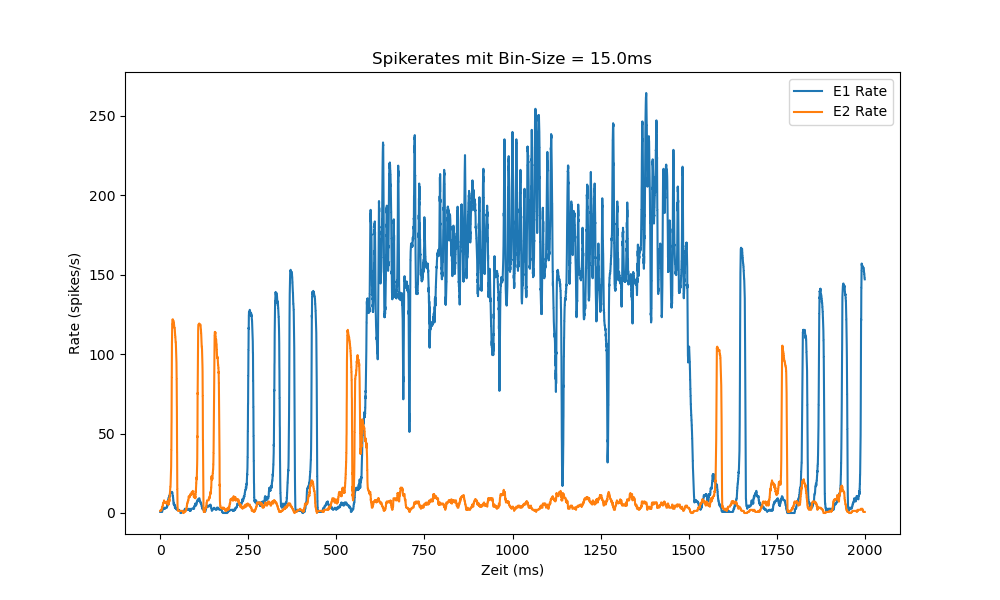 Spikerates mit Bin-Size = 15.0ms
E1 Rate
E2 Rate
Rate (spikes/s)
250
200
150
100
50
0
0 250 500 750 1000 1250 1500 1750 2000
Zeit (ms)